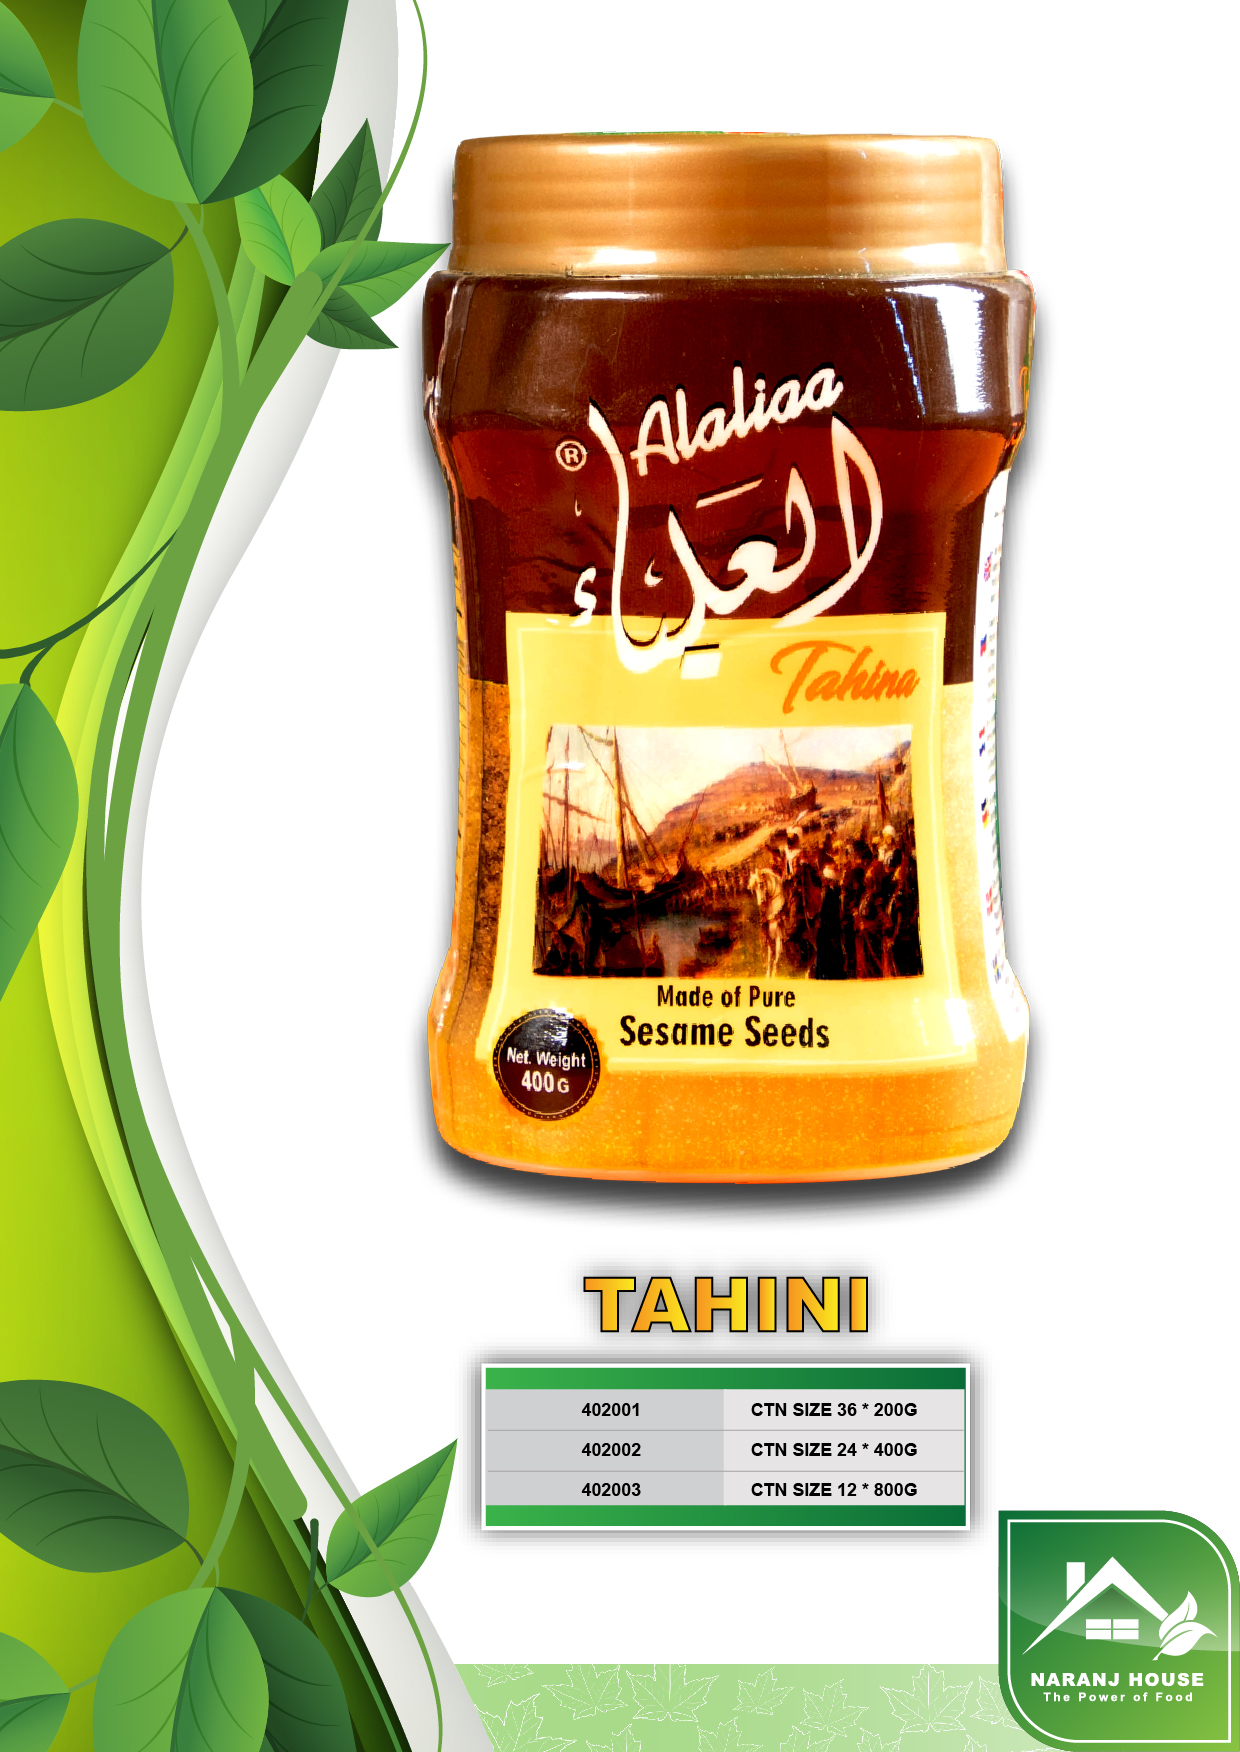 Alaliaa
®
العلياء
Tahina
Made of Pure
Sesame Seeds
Net. Weight
400G
TAHINI
402001 CTN SIZE 36 * 200G
402002 CTN SIZE 24 * 400G
402003 CTN SIZE 12 * 800G
NARANJ HOUSE
The Power of Food